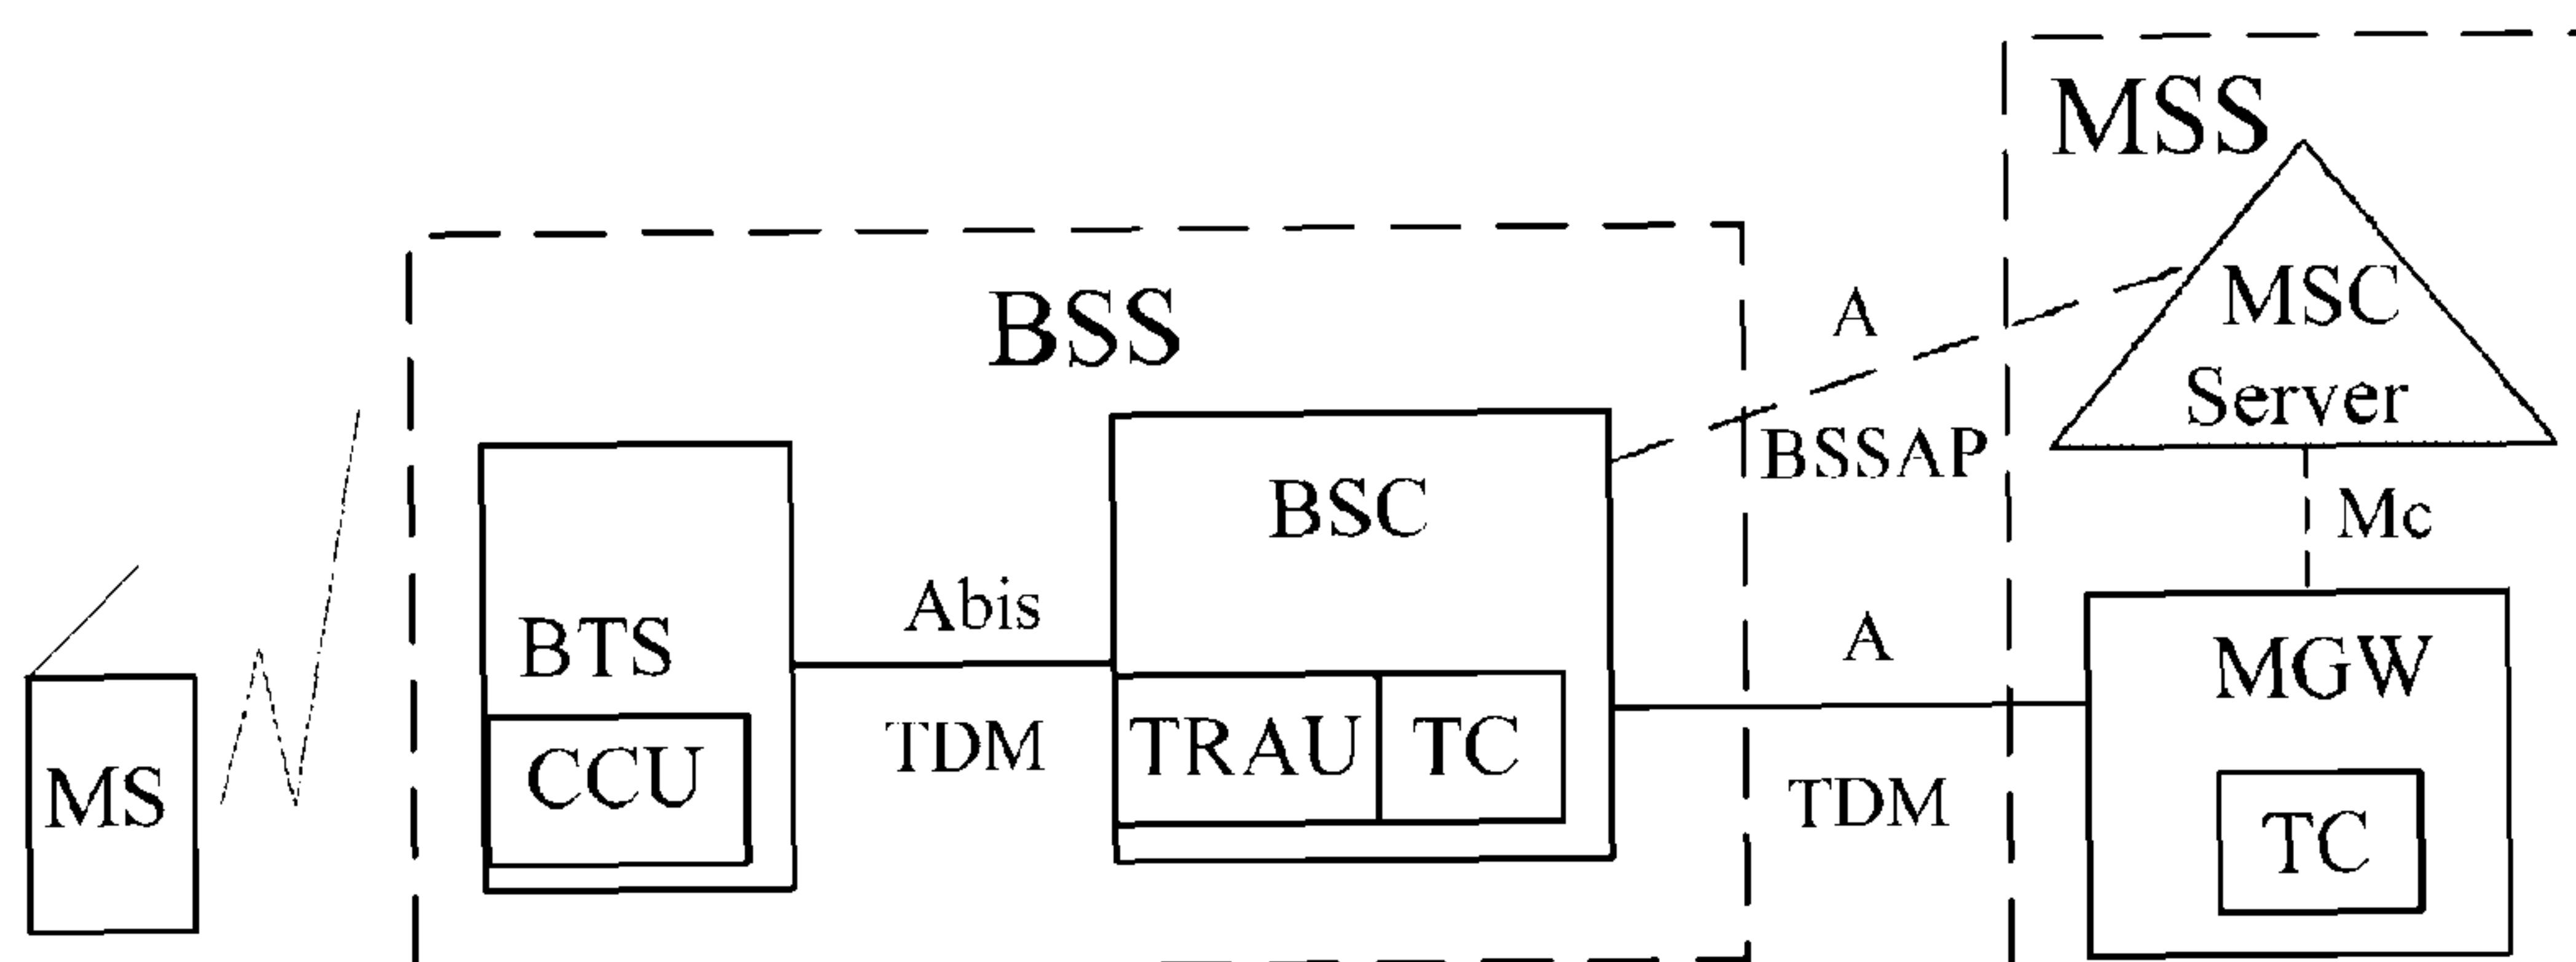 MSS
BSS
A
MSC
Server
BSSAP
BSC
Mc
Abis
BTS
A
MGW
TDM
TRAU
TC
CCU
MS
TDM
TC